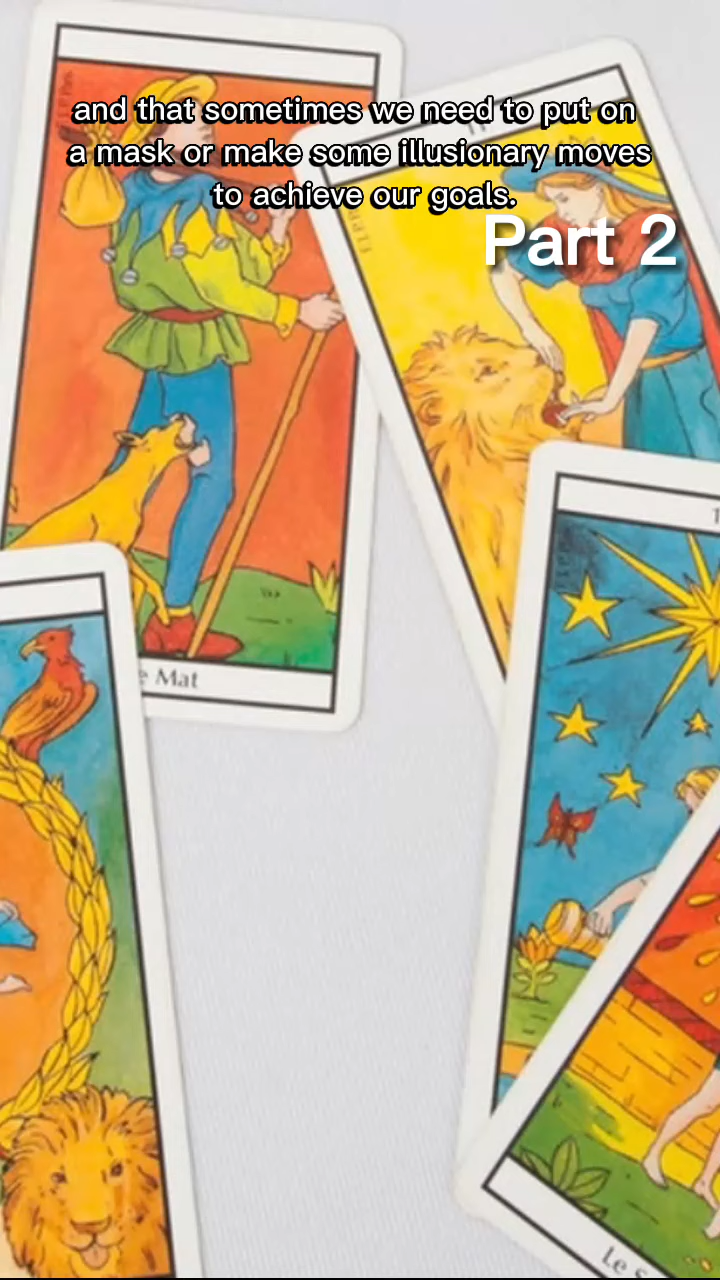 and that sometimes we need to put on
a mask or make some illusionary moves
to achieve our goals.
Part 2
Mat
Le